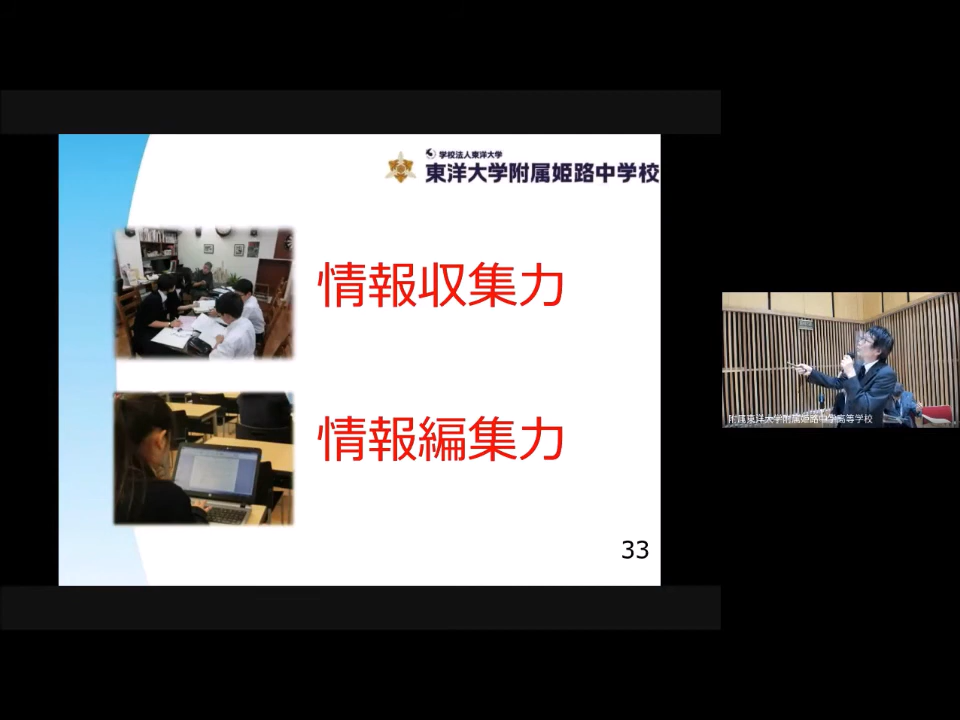 学校法人東洋大学
東洋大学附属姫路中学校
情報収集力
情報編集力
33
附属東洋大学附属姫路中学高等学校